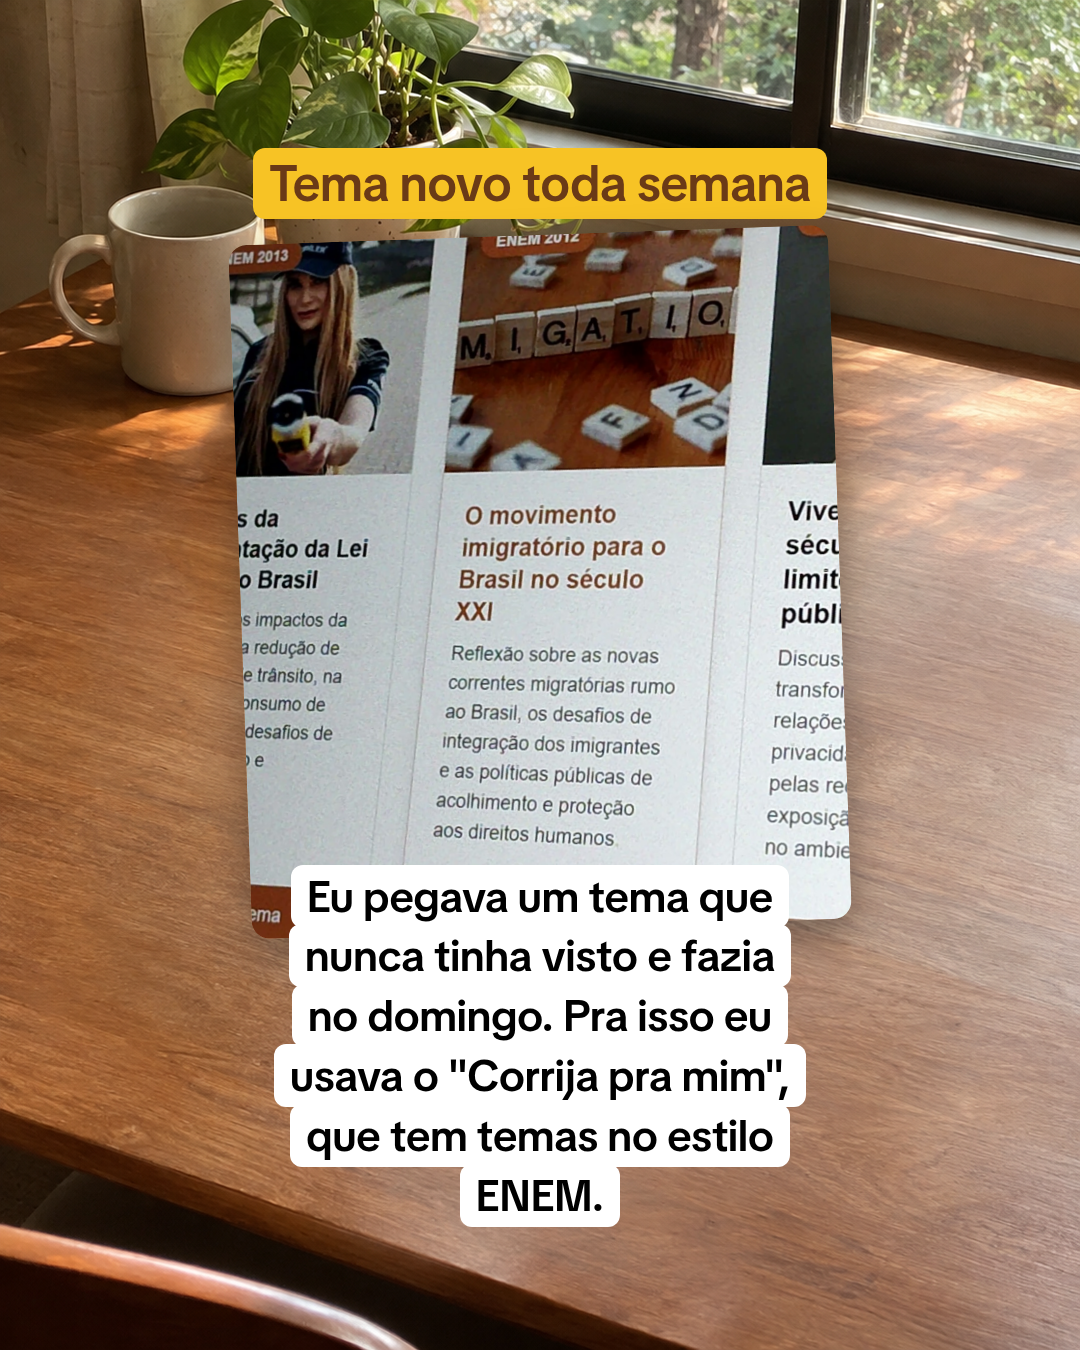 Tema novo toda semana
ENEM 2013
ENEM 2012
M I G A T I O
E
O
N
F
D
I
A
s da
tação da Lei
o Brasil
s impactos da
a redução de
e trânsito, na
onsumo de
desafios de
e
ema
O movimento
imigratório para o
Brasil no século
XXI
Reflexão sobre as novas
correntes migratórias rumo
ao Brasil, os desafios de
integração dos imigrantes
e as políticas públicas de
acolhimento e proteção
aos direitos humanos.
Vive
sécu
limit
públi
Discus
transfor
relaçõe
privacid
pelas re
exposiçã
no ambie
Eu pegava um tema que
nunca tinha visto e fazia
no domingo. Pra isso eu
usava o "Corrija pra mim",
que tem temas no estilo
ENEM.